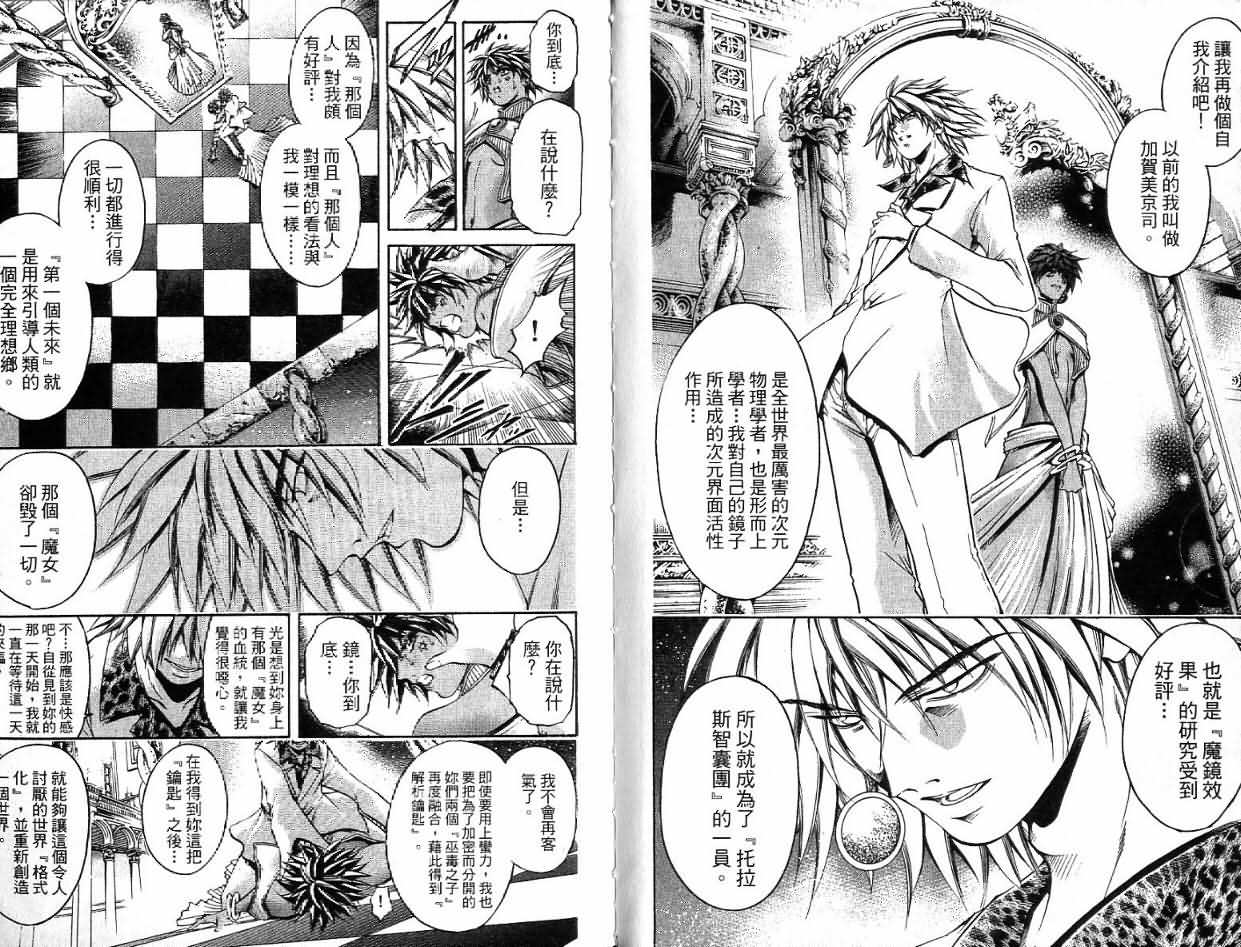 讓我再做個自
我介紹吧！
以前的我叫做
加賀美京司。
是全世界最厲害的次元
物理學者，也是形而上
學者…我對自己的鏡子
所造成的次元界面活性
作用…
也就是『魔鏡效
果』的研究受到
好評…
所以就成為了『托拉
斯智囊團』的一員。
你到底…
在說什麼？
！
因為『那個
人』對我頗
有好評…
而且『那個人』
對理想的看法與
我一模一樣……
一切都進行得
很順利…
『第一個未來』就
是用來引導人類的
一個完全理想鄉。
但是…
那個『魔女』
卻毀了一切。
你在說什
麼？
鏡…你到
底…
光是想到妳身上
有那個『魔女』
的血統，就讓我
覺得很噁心。
不…那應該是快感
吧？自從見到妳的
那一天開始，我就
一直在等待這一天
的來臨。
我不會再客
氣了。
即使要用上蠻力，我也
要把為了加密而分開的
妳們兩個『巫毒之子』
再度融合，藉此得到『
解析鑰匙』。
！
在我得到妳這把
『鑰匙』之後…
就能夠讓這個令人
討厭的世界『格式
化』，並重新創造
一個世界。